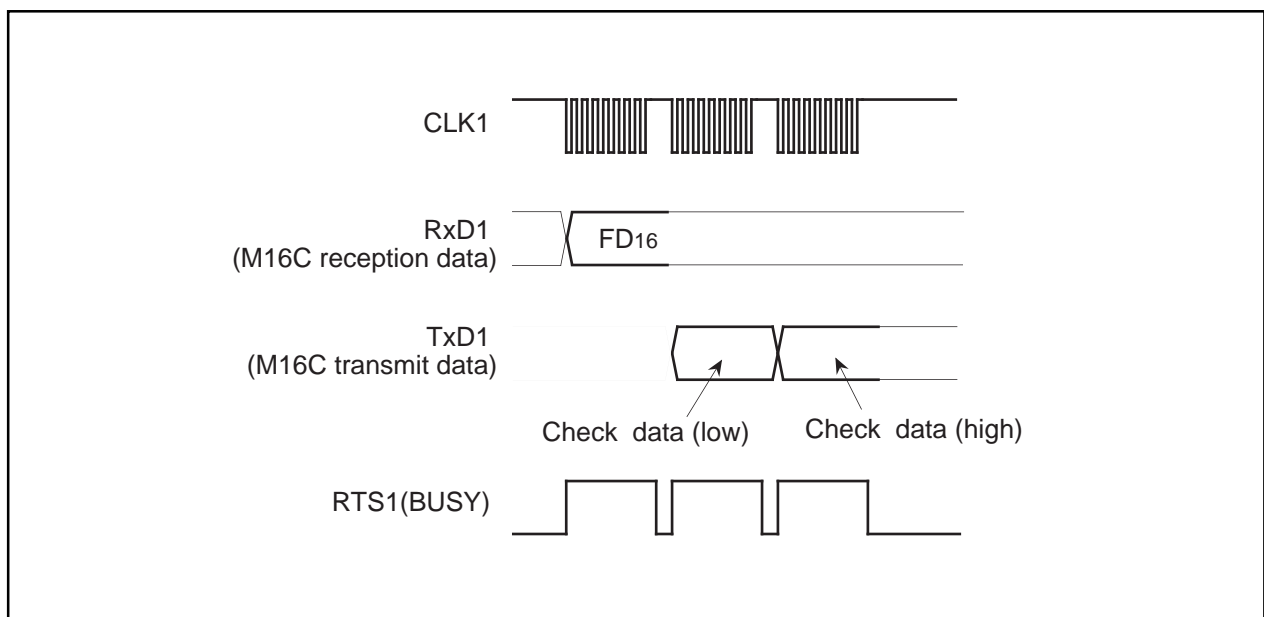 CLK1
RxD1
(M16C reception data)
FD16
TxD1
(M16C transmit data)
Check data (low)
Check data (high)
RTS1(BUSY)